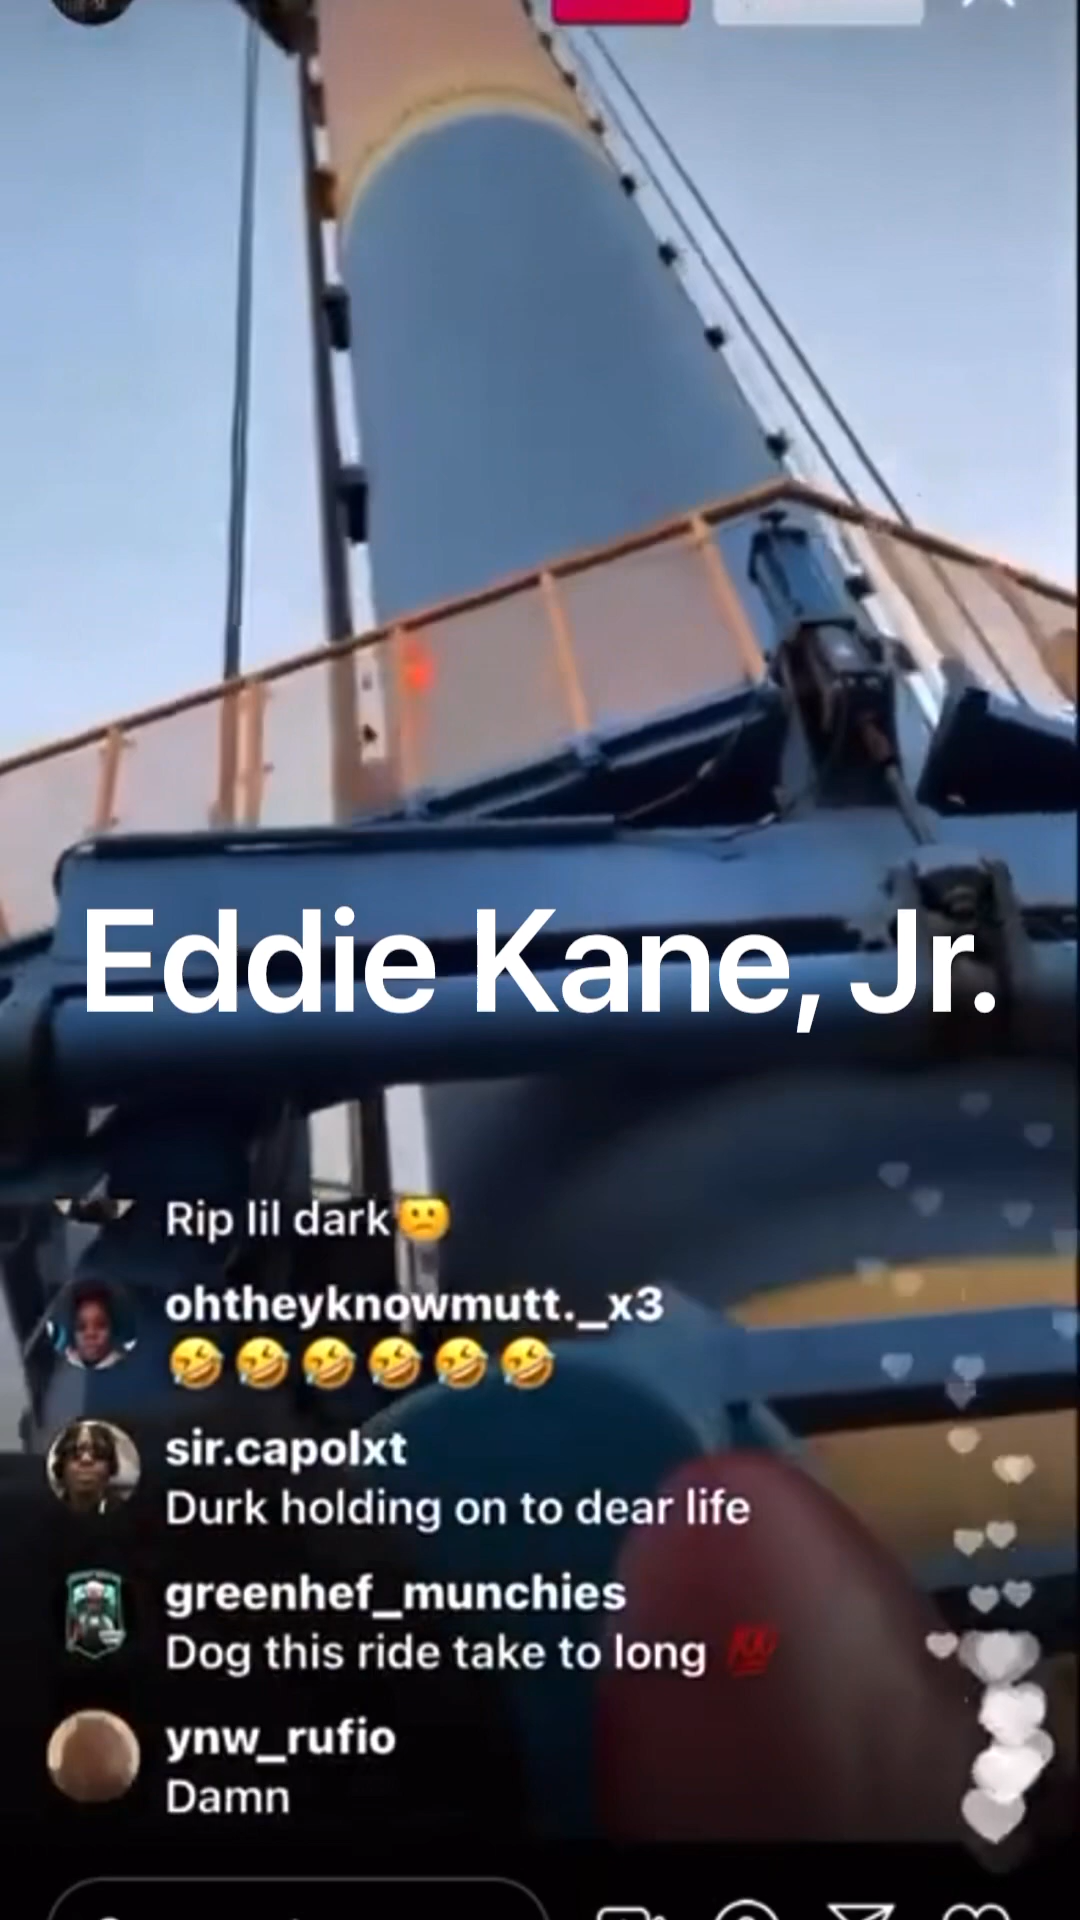 Eddie Kane, Jr.
Rip lil dark🫤
ohtheyknowmutt._x3
🤣🤣🤣🤣🤣🤣
sir.capolxt
Durk holding on to dear life
greenhef_munchies
Dog this ride take to long 💯
ynw_rufio
Damn